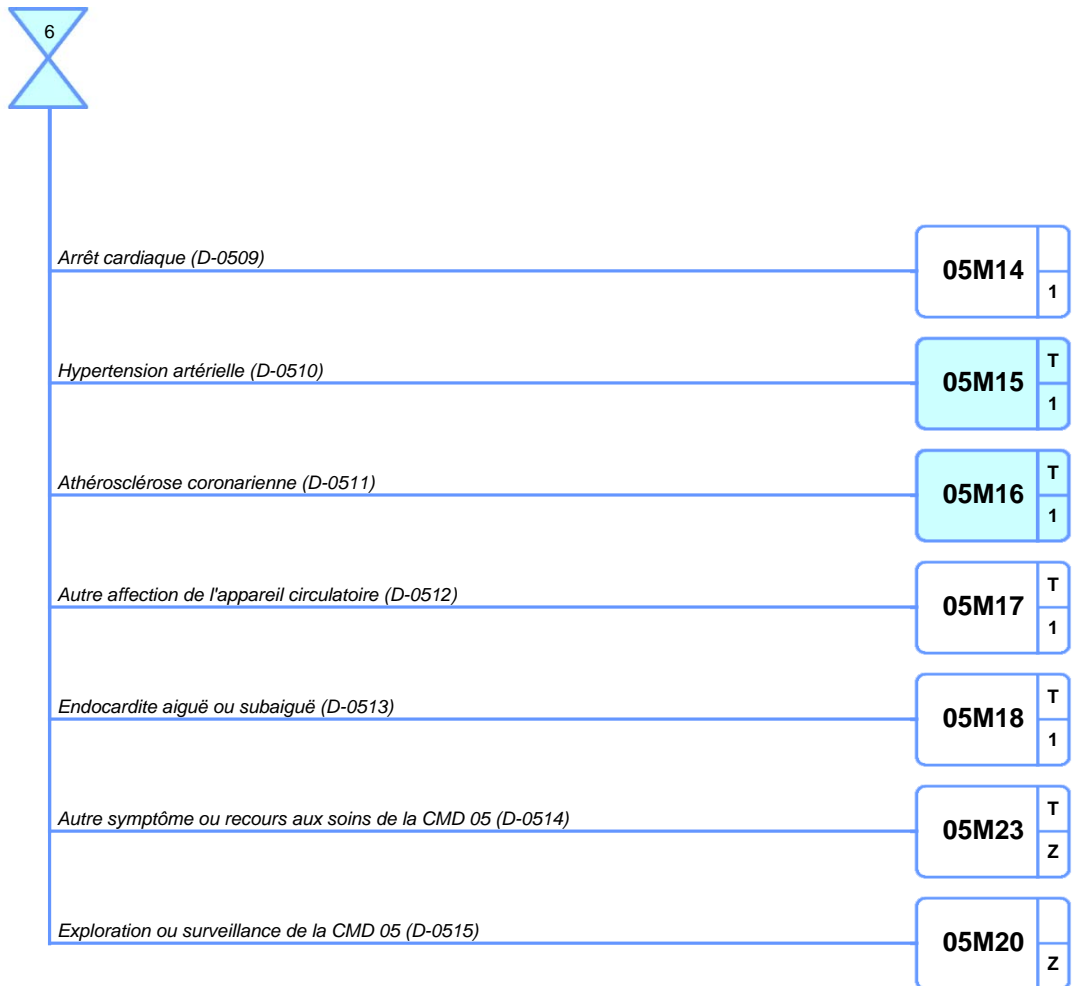 6
Arrêt cardiaque (D-0509)
05M14
1
Hypertension artérielle (D-0510)
05M15
T
1
Athérosclérose coronarienne (D-0511)
05M16
T
1
Autre affection de l'appareil circulatoire (D-0512)
05M17
T
1
Endocardite aiguë ou subaiguë (D-0513)
05M18
T
1
Autre symptôme ou recours aux soins de la CMD 05 (D-0514)
05M23
T
Z
Exploration ou surveillance de la CMD 05 (D-0515)
05M20
Z